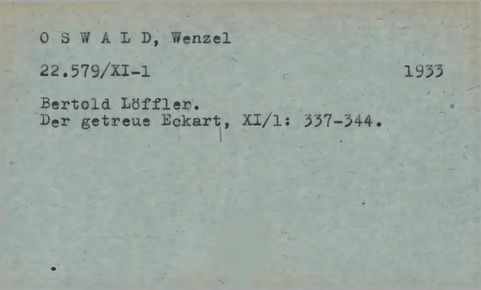 O S W A L D, Wenzel
22.579/XI-1 1933
Bertold Löffler.
Der getreue Eckart, XI/1: 337-344.